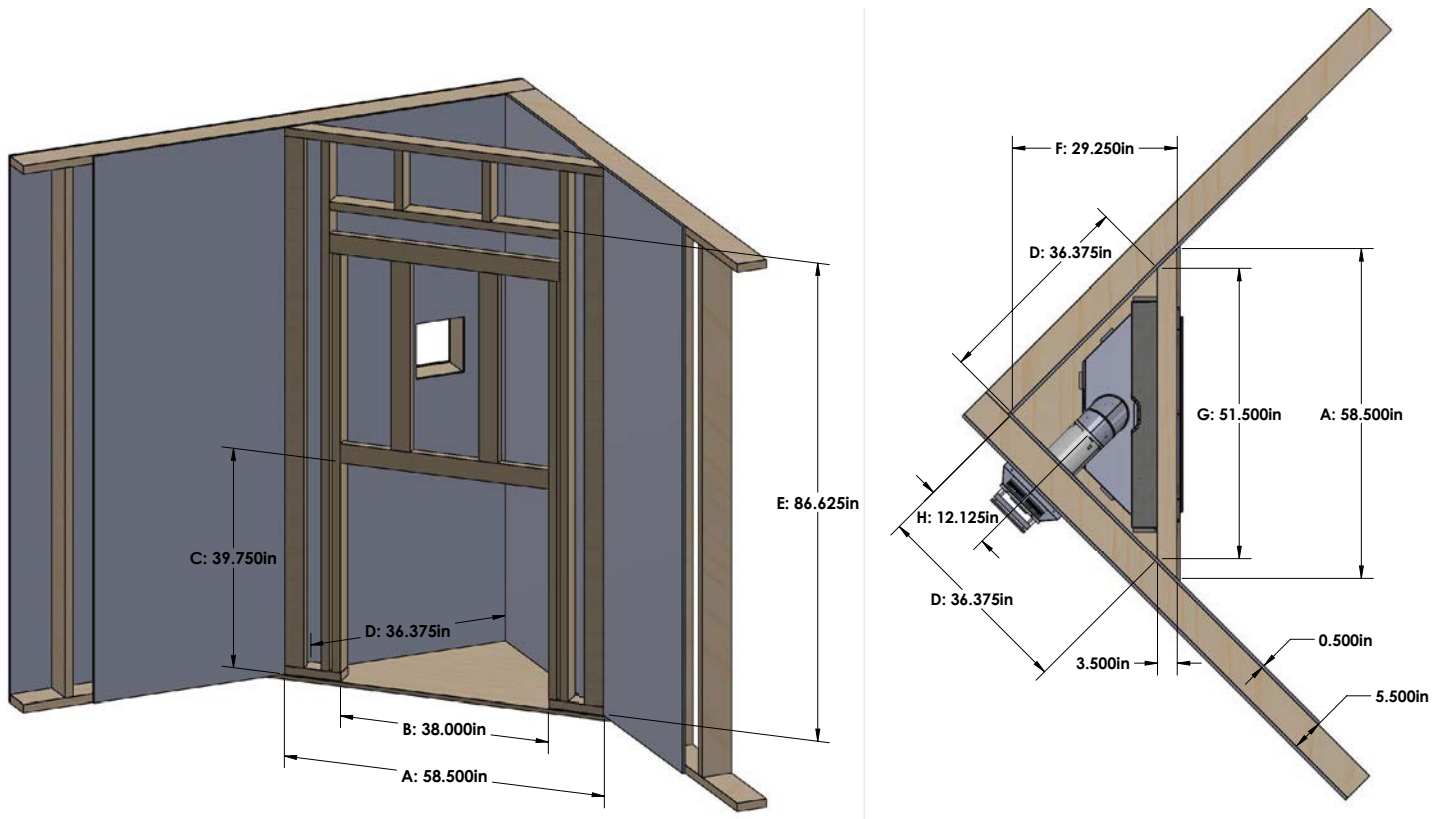 C: 39.750in
D: 36.375in
B: 38.000in
A: 58.500in
E: 86.625in
F: 29.250in
D: 36.375in
G: 51.500in
A: 58.500in
H: 12.125in
D: 36.375in
3.500in
0.500in
5.500in